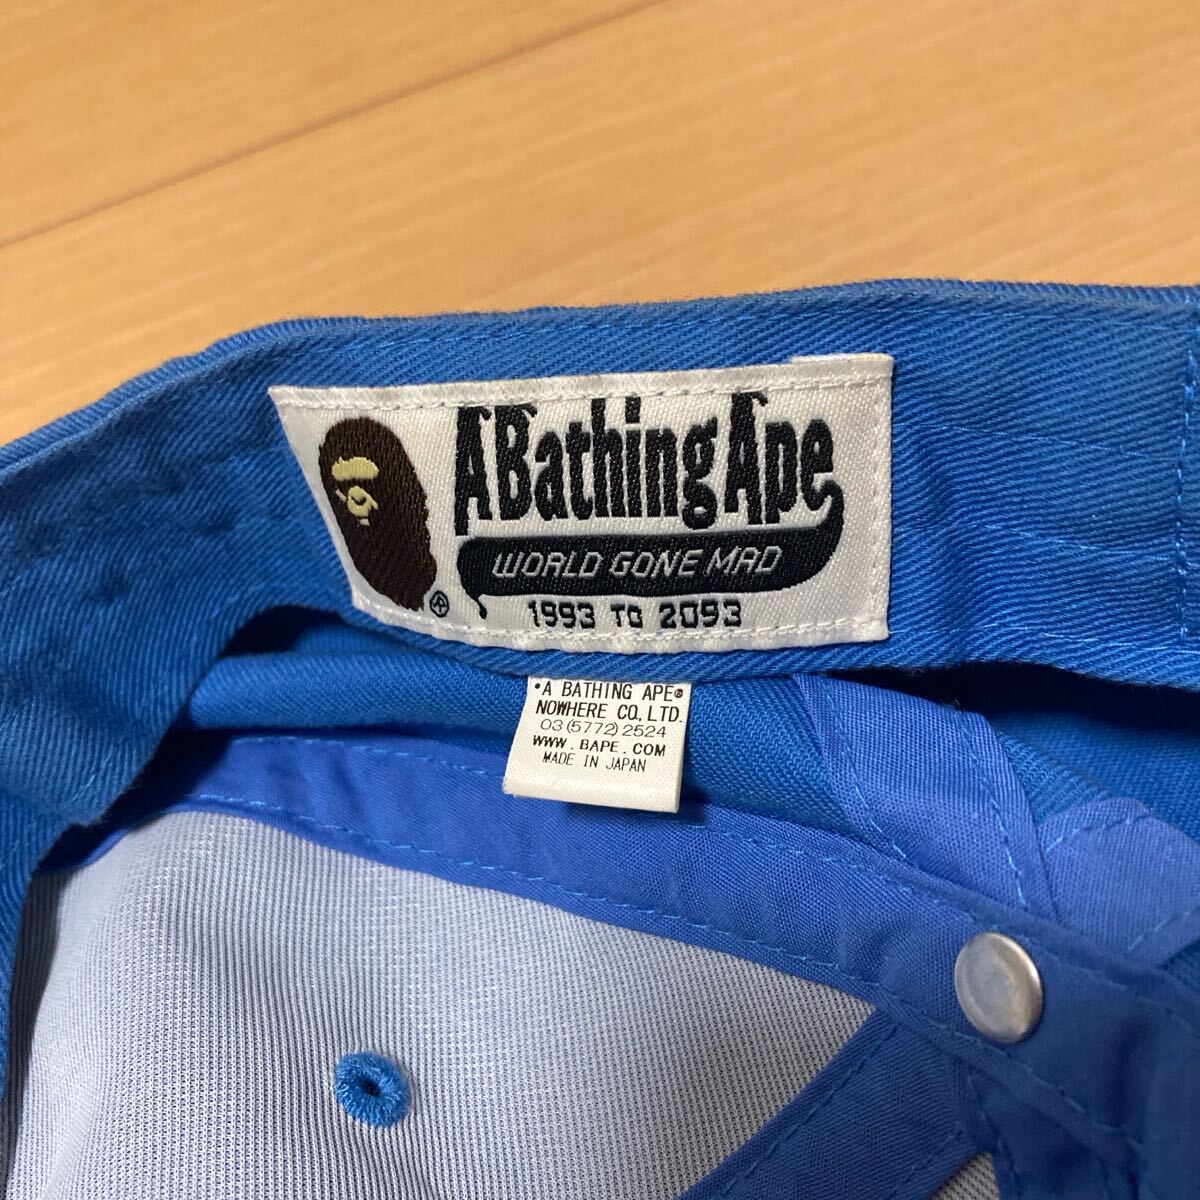 A Bathing Ape
WORLD GONE MAD
®
1993 TO 2093
•A BATHING APE®
NOWHERE CO,LTD.
03(5772)2524
WWW.BAPE.COM
MADE IN JAPAN